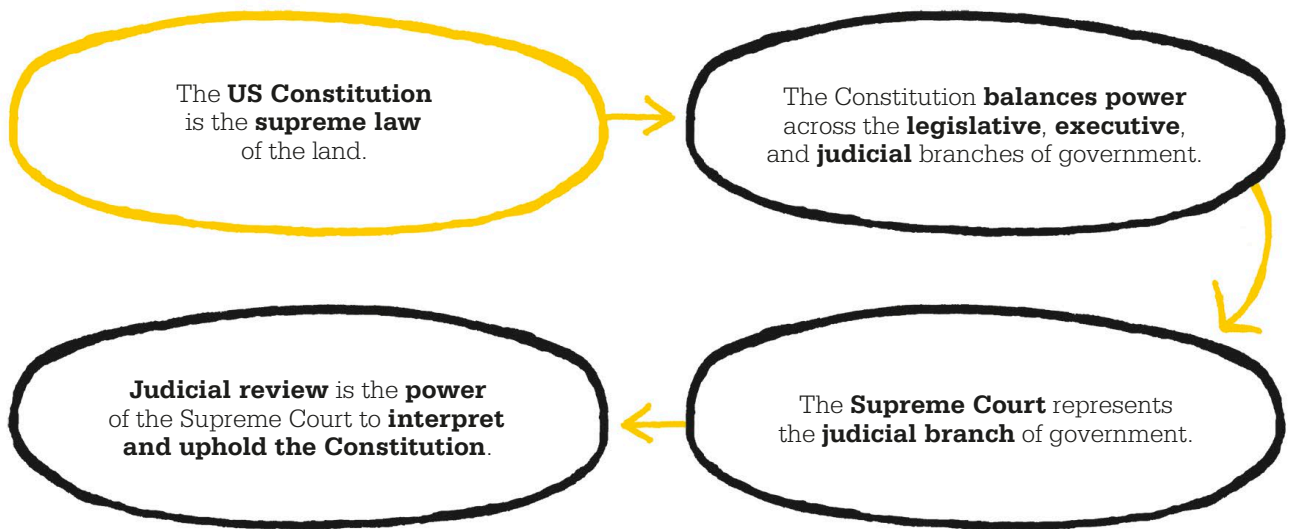 The US Constitution
is the supreme law
of the land.
The Constitution balances power
across the legislative, executive,
and judicial branches of government.
The Supreme Court represents
the judicial branch of government.
Judicial review is the power
of the Supreme Court to interpret
and uphold the Constitution.